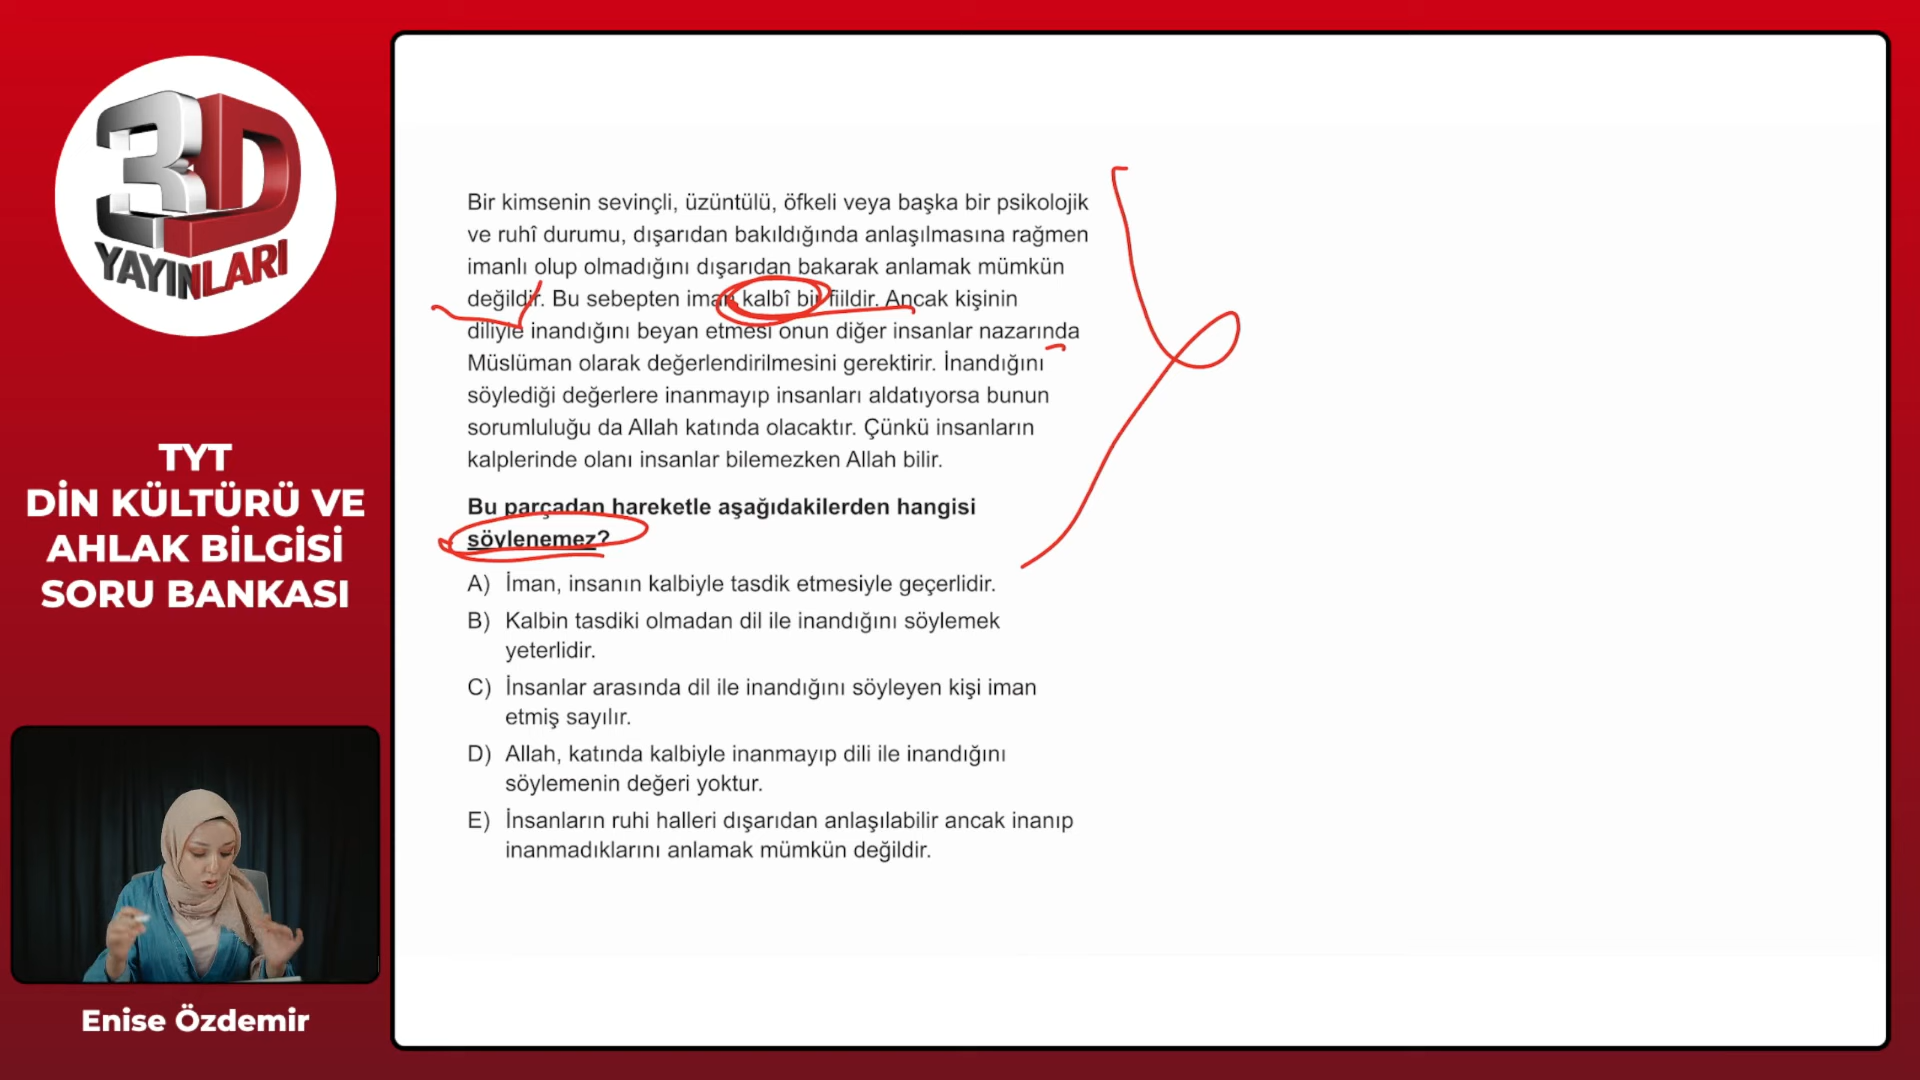 3D
YAYINLARI
TYT
DİN KÜLTÜRÜ VE
AHLAK BİLGİSİ
SORU BANKASI
Enise Özdemir
Bir kimsenin sevinçli, üzüntülü, öfkeli veya başka bir psikolojik
ve ruhî durumu, dışarıdan bakıldığında anlaşılmasına rağmen
imanlı olup olmadığını dışarıdan bakarak anlamak mümkün
değildir. Bu sebepten iman kalbî bir fiildir. Ancak kişinin
diliyle inandığını beyan etmesi onun diğer insanlar nazarında
Müslüman olarak değerlendirilmesini gerektirir. İnandığını
söylediği değerlere inanmayıp insanları aldatıyorsa bunun
sorumluluğu da Allah katında olacaktır. Çünkü insanların
kalplerinde olanı insanlar bilemezken Allah bilir.
Bu parçadan hareketle aşağıdakilerden hangisi
söylenemez?
A) İman, insanın kalbiyle tasdik etmesiyle geçerlidir.
B) Kalbin tasdiki olmadan dil ile inandığını söylemek
yeterlidir.
C) İnsanlar arasında dil ile inandığını söyleyen kişi iman
etmiş sayılır.
D) Allah, katında kalbiyle inanmayıp dili ile inandığını
söylemenin değeri yoktur.
E) İnsanların ruhi halleri dışarıdan anlaşılabilir ancak inanıp
inanmadıklarını anlamak mümkün değildir.